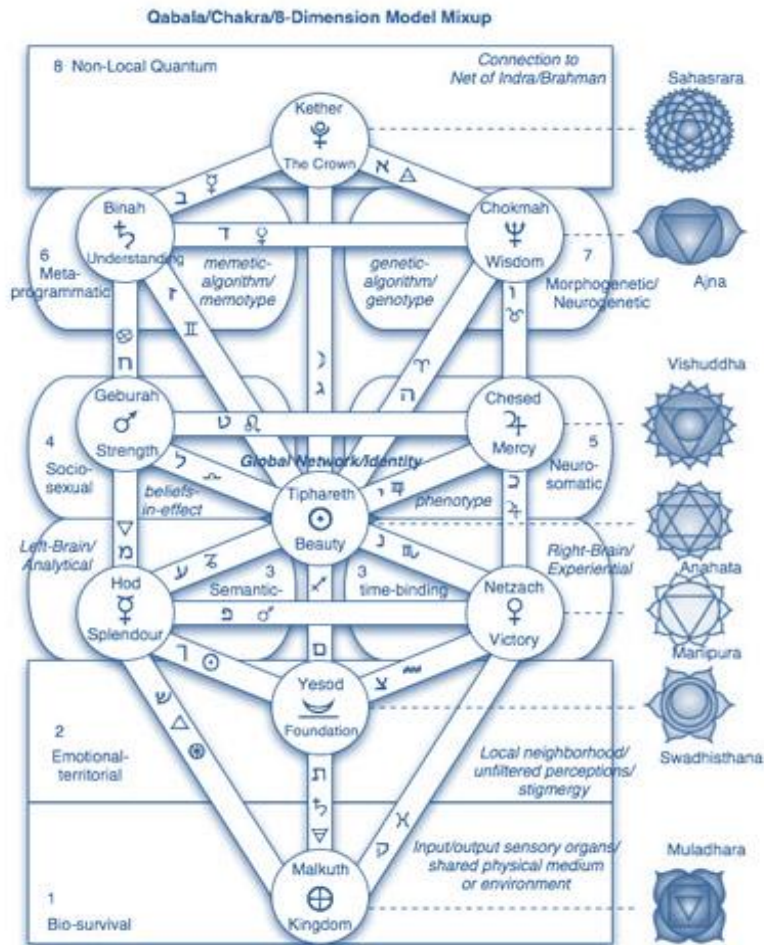 Qabala/Chakra/8-Dimension Model Mixup
8 Non-Local Quantum
Connection to
Net of Indra/Brahman
Sahasrara
Kether
The Crown
ב
א
Binah
Understanding
Chokmah
Wisdom
ד
6
Meta-
programmatic
memetic-
algorithm/
memotype
genetic-
algorithm/
genotype
7
Morphogenetic/
Neurogenetic
Ajna
ז
ו
ח
ג
ה
Vishuddha
Geburah
Strength
Chesed
Mercy
ט
4
Socio-
sexual
5
Neuro-
somatic
Global Network/Identity
ל
י
כ
beliefs-
in-effect
phenotype
Tiphareth
Beauty
Anahata
מ
Left-Brain/
Analytical
Right-Brain/
Experiential
ע
נ
Hod
Splendour
3
Semantic-
3
time-binding
Netzach
Victory
פ
Manipura
ס
ר
צ
Yesod
Foundation
ש
2
Emotional-
territorial
Local neighborhood/
unfiltered perceptions/
stigmergy
Swadhisthana
ת
ק
Input/output sensory organs/
shared physical medium
or environment
Muladhara
Malkuth
Kingdom
1
Bio-survival